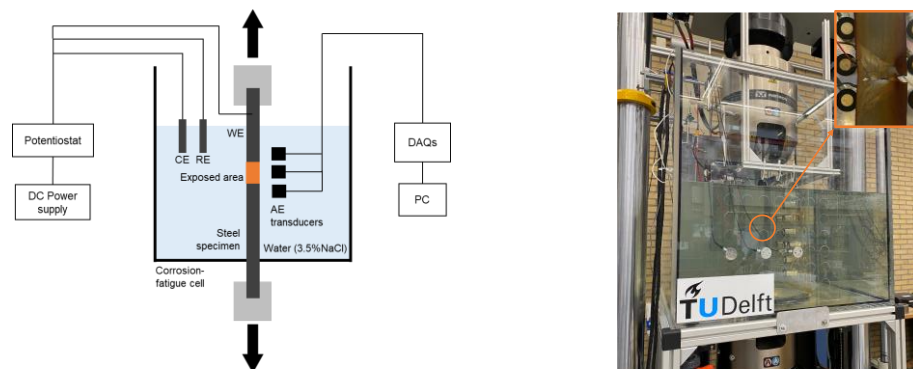 WE
Potentiostat
CE RE
DAQs
Exposed area
DC Power
supply
PC
AE
transducers
Steel
specimen
Water (3.5%NaCl)
Corrosion-
fatigue cell
TUDelft